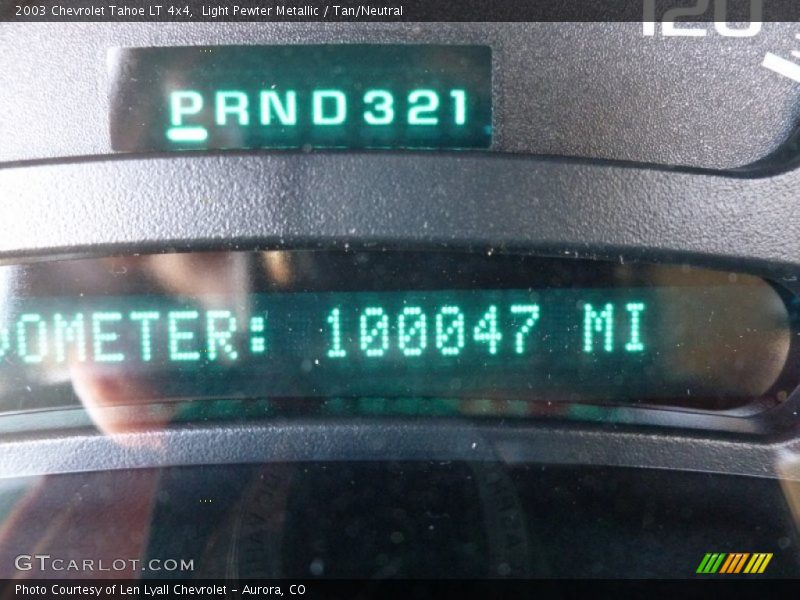 2003 Chevrolet Tahoe LT 4x4,  Light Pewter Metallic / Tan/Neutral
120
PRND321
DOMETER: 100047 MI
GTCARLOT.COM
Photo Courtesy of Len Lyall Chevrolet - Aurora, CO